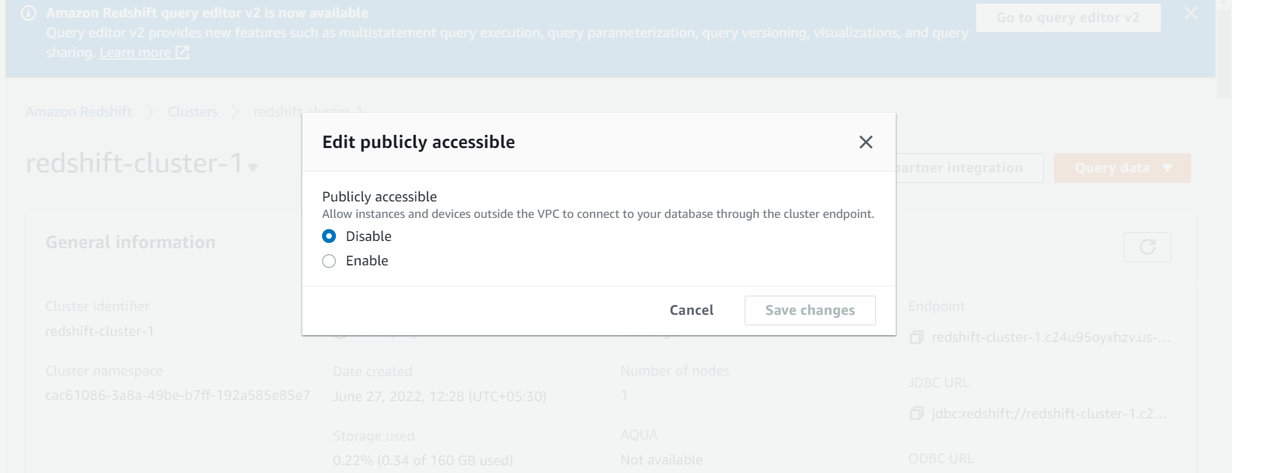 Amazon Redshift query editor v2 is now available
Query editor v2 provides new features such as multistatement query execution, query parameterization, query versioning, visualizations, and query
sharing. Learn more
Go to query editor v2
Amazon Redshift > Clusters > redshift-cluster-1
redshift-cluster-1
partner integration
Query data
Edit publicly accessible
Publicly accessible
Allow instances and devices outside the VPC to connect to your database through the cluster endpoint.
Disable
Enable
Cancel
Save changes
General information
Cluster identifier
redshift-cluster-1
Cluster namespace
cac61086-3a8a-49be-b7ff-192a585e85e7
Date created
June 27, 2022, 12:28 (UTC+05:30)
Storage used
0.22% (0.34 of 160 GB used)
Number of nodes
1
AQUA
Not available
Endpoint
redshift-cluster-1.c24u95oyxhzv.us-...
JDBC URL
jdbc:redshift://redshift-cluster-1.c2...
ODBC URL